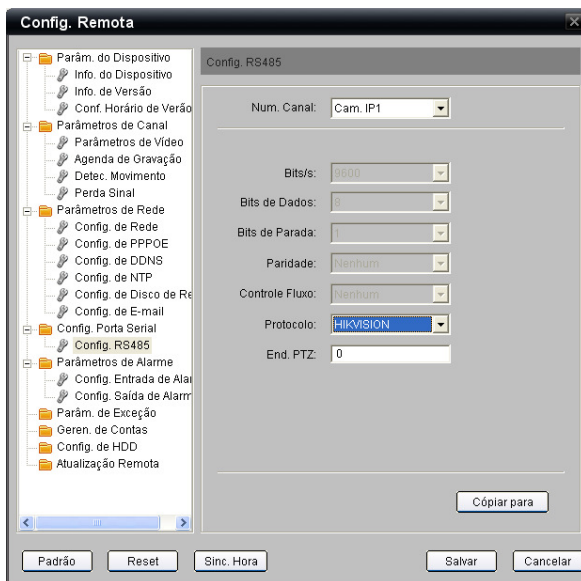 Config. Remota
Parâm. do Dispositivo
Info. do Dispositivo
Info. de Versão
Conf. Horário de Verão
Parâmetros de Canal
Parâmetros de Vídeo
Agenda de Gravação
Detec. Movimento
Perda Sinal
Parâmetros de Rede
Config. de Rede
Config. de PPPOE
Config. de DDNS
Config. de NTP
Config. de Disco de Re
Config. de E-mail
Config. Porta Serial
Config. RS485
Parâmetros de Alarme
Config. Entrada de Alar
Config. Saída de Alarm
Parâm. de Exceção
Geren. de Contas
Config. de HDD
Atualização Remota
Config. RS485
Num. Canal: Cam. IP1
Bits/s: 9600
Bits de Dados: 8
Bits de Parada: 1
Paridade: Nenhum
Controle Fluxo: Nenhum
Protocolo: HIKVISION
End. PTZ: 0
Cópiar para
Padrão Reset Sinc. Hora Salvar Cancelar